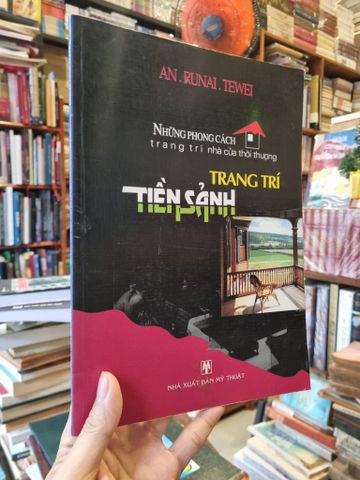 AN . RUNAI . TEWEI
NHỮNG PHONG CÁCH
trang trí nhà của thời thượng
TRANG TRÍ
TIỀN SẢNH
NHÀ XUẤT BẢN MỸ THUẬT